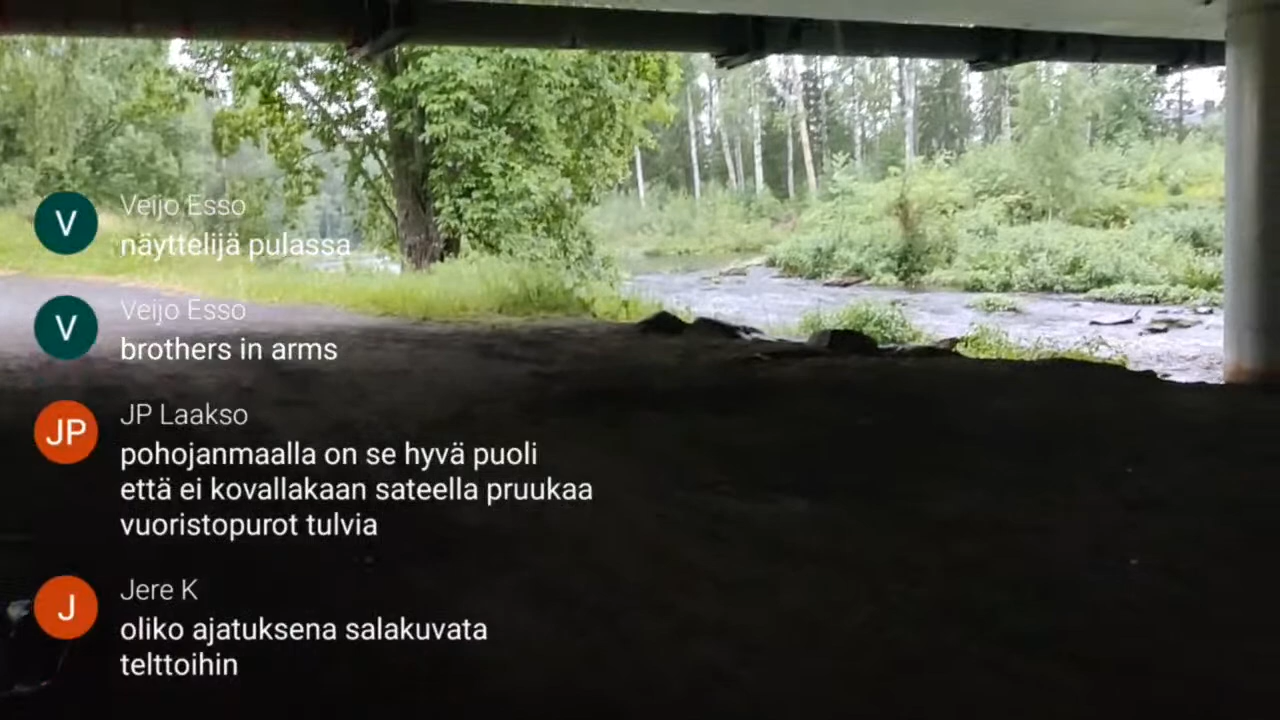 Veijo Esso
V
näyttelijä pulassa
Veijo Esso
V
brothers in arms
JP Laakso
JP
pohojanmaalla on se hyvä puoli
että ei kovallakaan sateella pruukaa
vuoristopurot tulvia
Jere K
J
oliko ajatuksena salakuvata
telttoihin